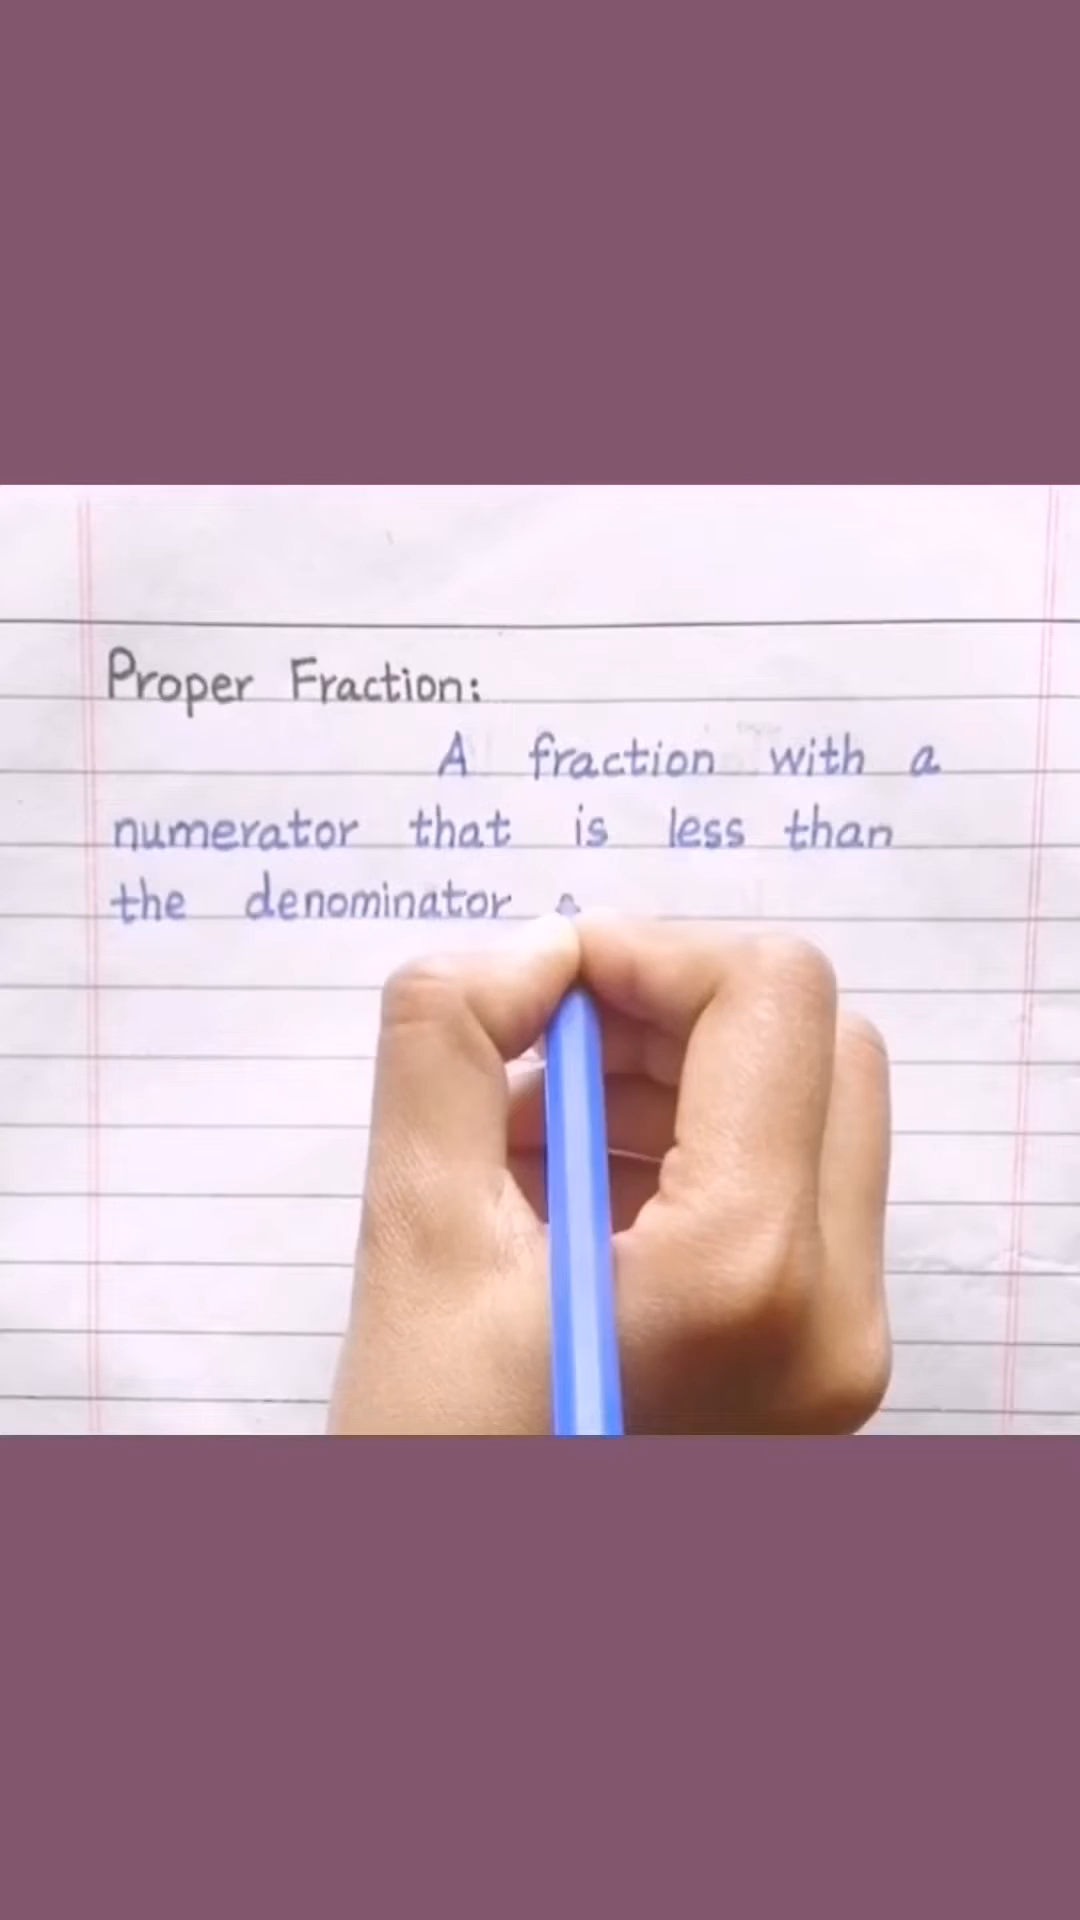 Proper Fraction:
A fraction with a
numerator that is less than
the denominator